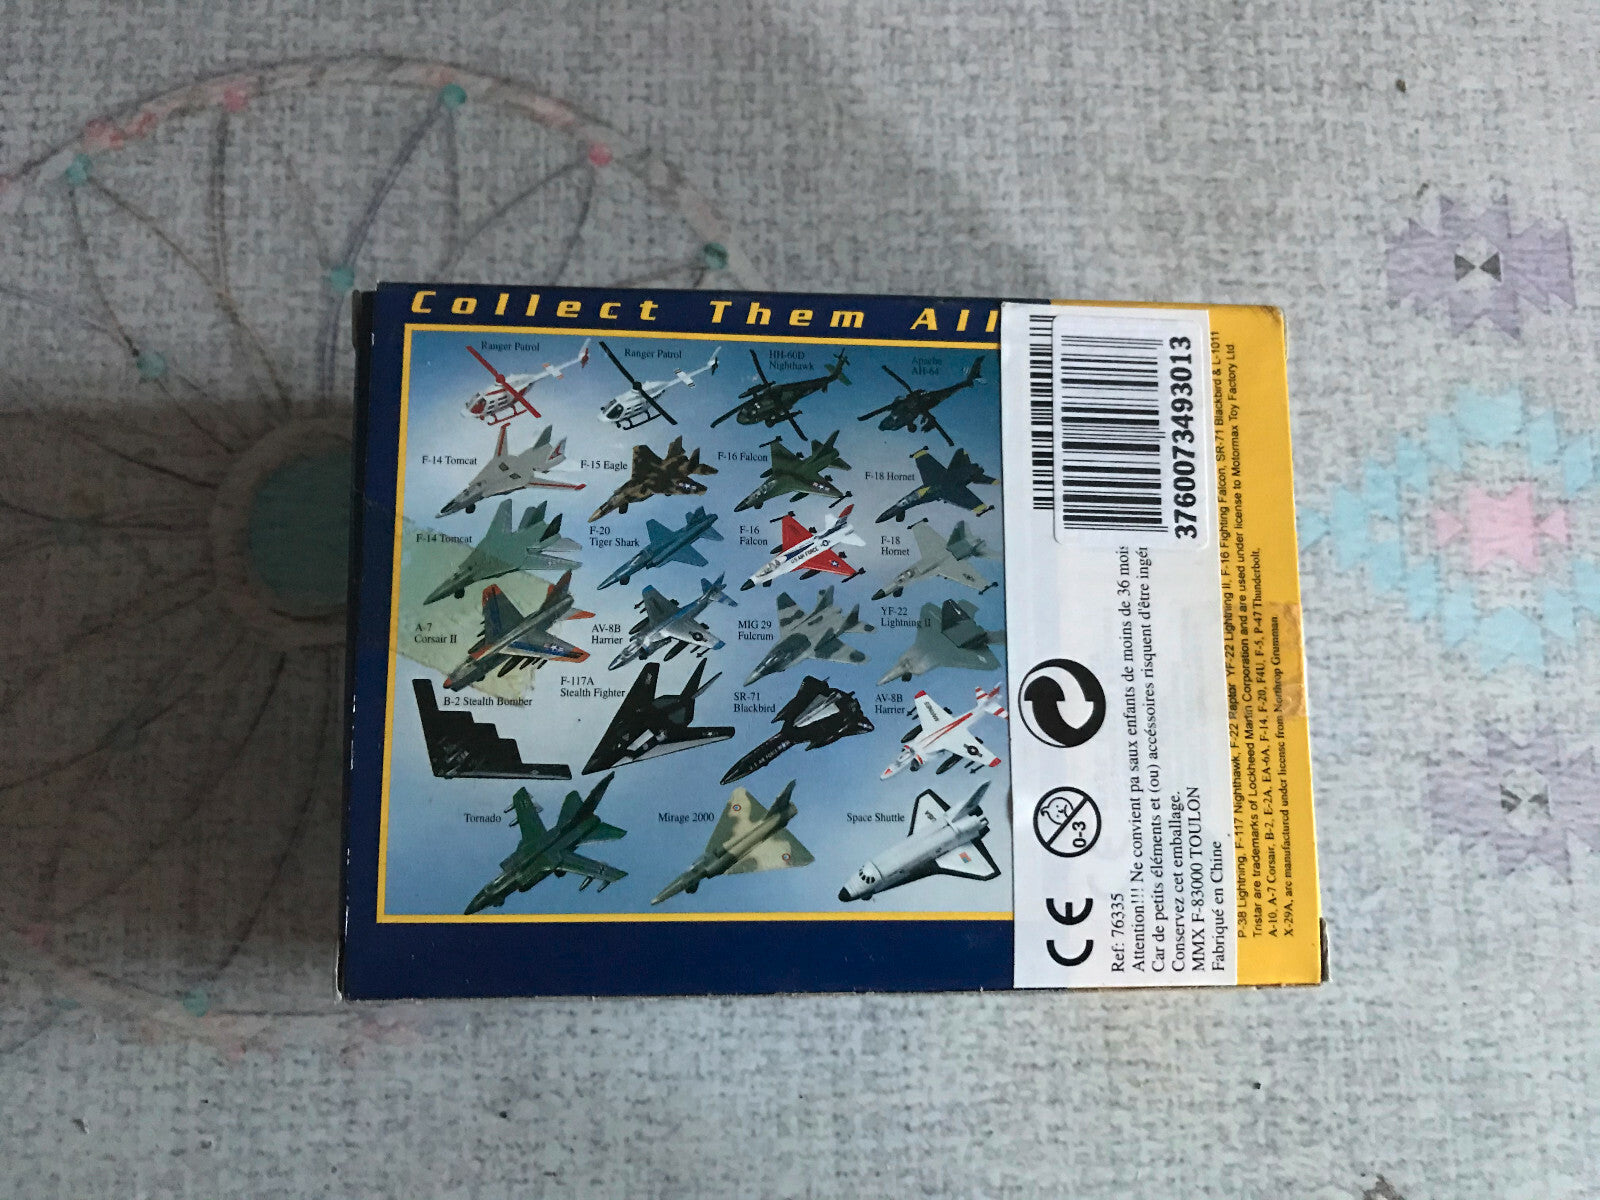 Collect Them All
Ranger Patrol
Ranger Patrol
HH-60D
Nighthawk
Apache
AH-64
F-14 Tomcat
F-15 Eagle
F-16 Falcon
F-18 Hornet
F-14 Tomcat
F-20
Tiger Shark
F-16
Falcon
F-18
Hornet
A-7
Corsair II
AV-8B
Harrier
MIG 29
Fulcrum
YF-22
Lightning II
B-2 Stealth Bomber
F-117A
Stealth Fighter
SR-71
Blackbird
AV-8B
Harrier
Tornado
Mirage 2000
Space Shuttle
U.S. AIR FORCE
MARINES
3760073493013
CE
0-3
Ref: 76335
Attention!!! Ne convient pa saux enfants de moins de 36 mois
Car de petits éléments et (ou) accéssoires risquent d'être ingér
Conservez cet emballage.
MMX F-83000 TOULON
Fabriqué en Chine
P-38 Lightning, F-117 Nighthawk, F-22 Raptor, YF-22 Lightning II, F-16 Fighting Falcon, SR-71 Blackbird & L-1011
Tristar are trademarks of Lockheed Martin Corporation and are used under license to Motormax Toy Factory Ltd.
A-10, A-7 Corsair, B-2, E-2A, EA-6A, F-14, F-20, F4U, F-5, P-47 Thunderbolt,
X-29A, are manufactured under license from Northrop Grumman.